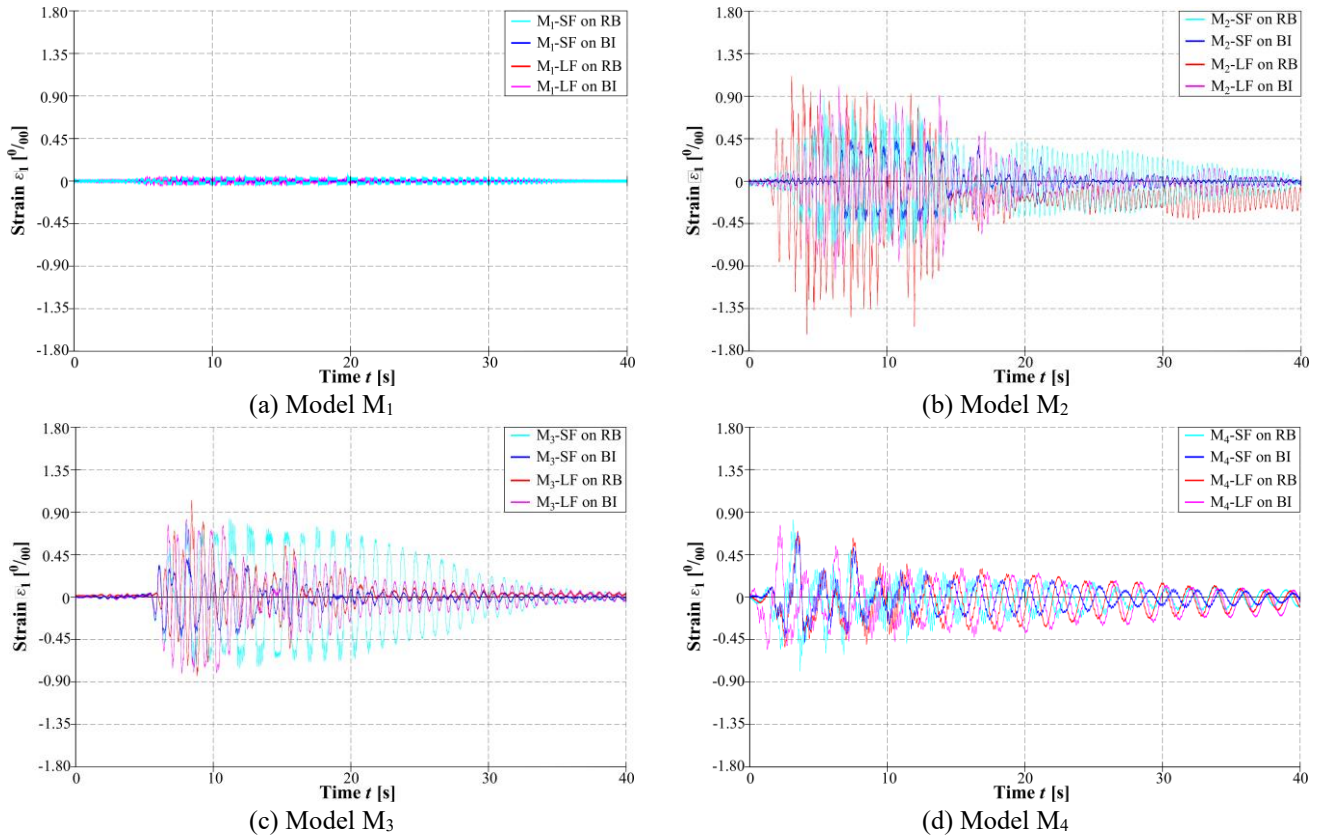 1.80
1.35
0.90
0.45
0
-0.45
-0.90
-1.35
-1.80
Strain ε1 [0/00]
0 10 20 30 40
Time t [s]
M1-SF on RB
M1-SF on BI
M1-LF on RB
M1-LF on BI
(a) Model M1
1.80
1.35
0.90
0.45
0
-0.45
-0.90
-1.35
-1.80
Strain ε1 [0/00]
0 10 20 30 40
Time t [s]
M2-SF on RB
M2-SF on BI
M2-LF on RB
M2-LF on BI
(b) Model M2
1.80
1.35
0.90
0.45
0
-0.45
-0.90
-1.35
-1.80
Strain ε1 [0/00]
0 10 20 30 40
Time t [s]
M3-SF on RB
M3-SF on BI
M3-LF on RB
M3-LF on BI
(c) Model M3
1.80
1.35
0.90
0.45
0
-0.45
-0.90
-1.35
-1.80
Strain ε1 [0/00]
0 10 20 30 40
Time t [s]
M4-SF on RB
M4-SF on BI
M4-LF on RB
M4-LF on BI
(d) Model M4